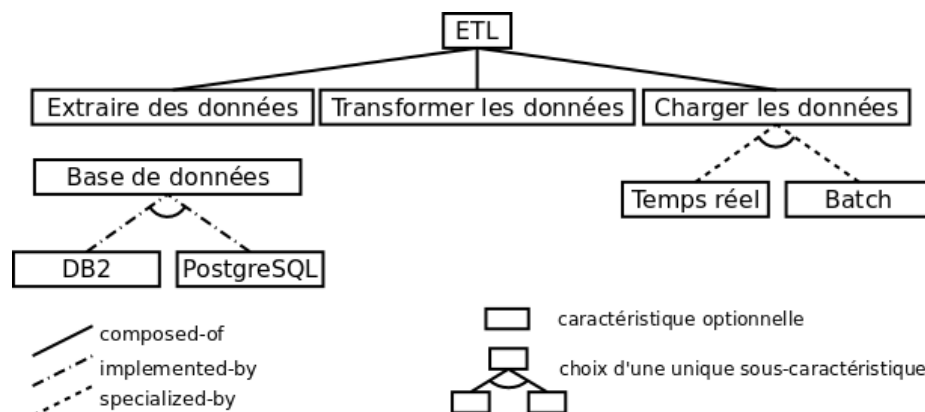 ETL
Extraire des données Transformer les données Charger les données
Base de données
Temps réel Batch
DB2 PostgreSQL
composed-of
implemented-by
specialized-by
caractéristique optionnelle
choix d'une unique sous-caractéristique